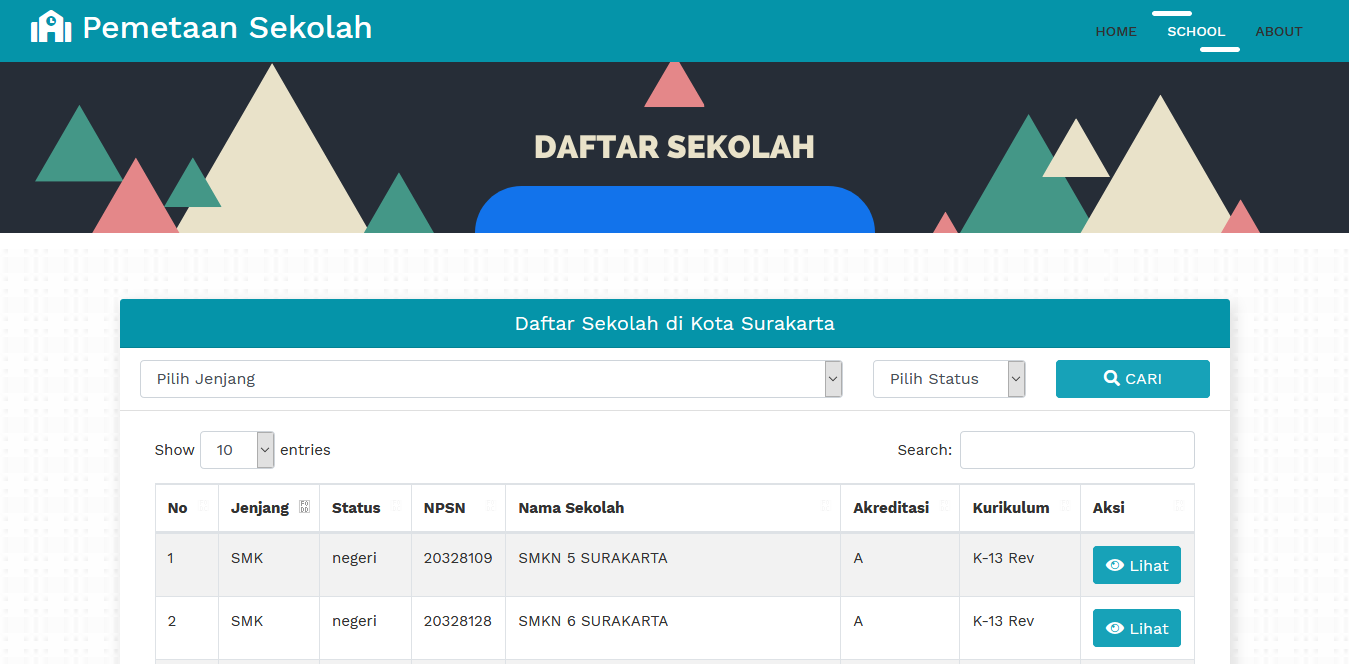 Pemetaan Sekolah
HOME SCHOOL ABOUT
DAFTAR SEKOLAH
Daftar Sekolah di Kota Surakarta
Pilih Jenjang Pilih Status CARI
Show 10 entries Search:
No Jenjang Status NPSN Nama Sekolah Akreditasi Kurikulum Aksi
1 SMK negeri 20328109 SMKN 5 SURAKARTA A K-13 Rev Lihat
2 SMK negeri 20328128 SMKN 6 SURAKARTA A K-13 Rev Lihat